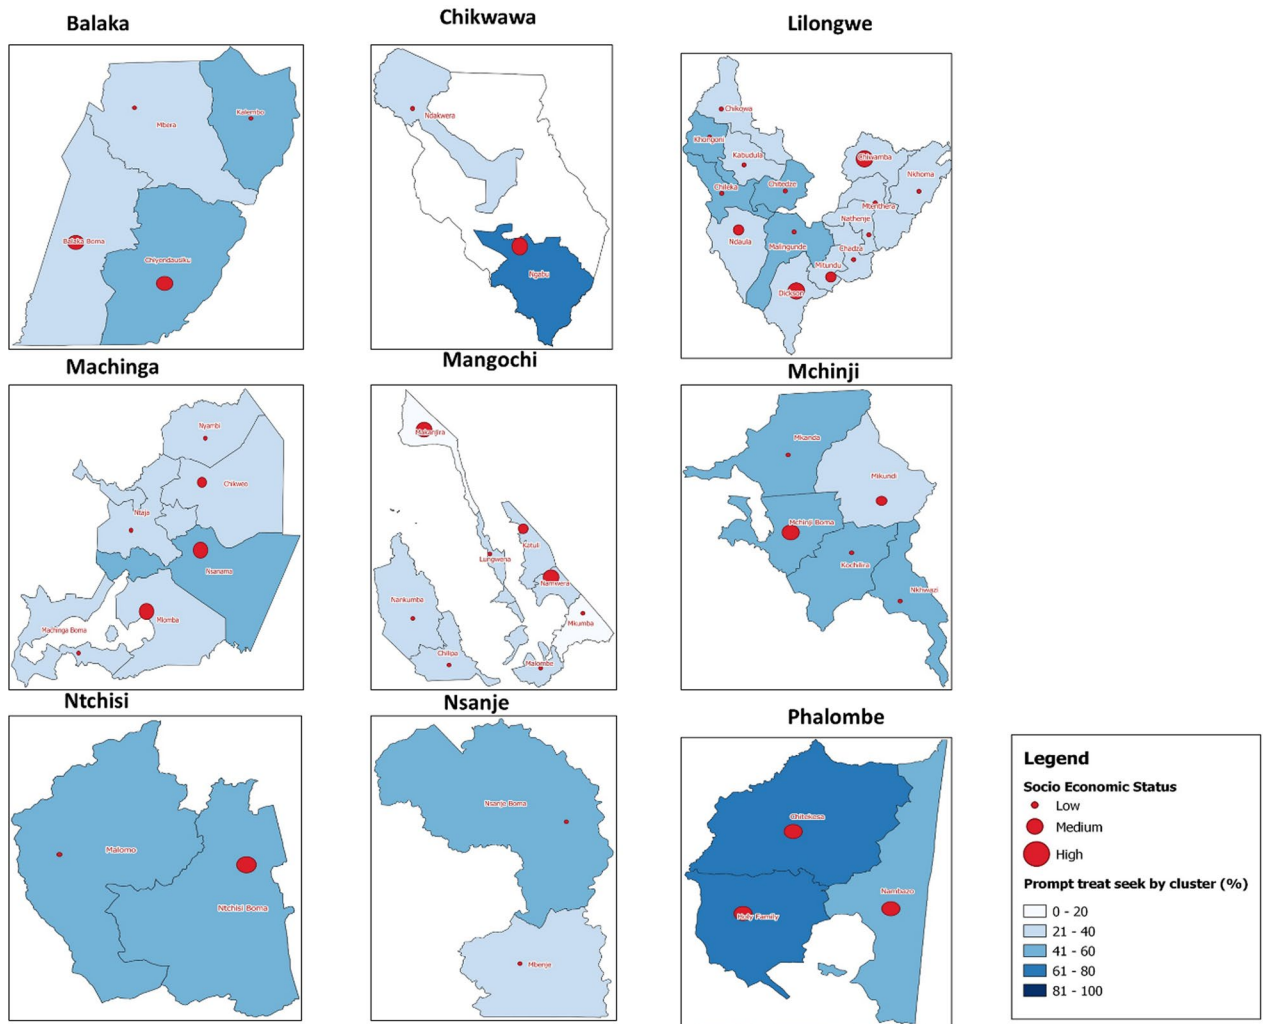 Balaka
Chikwawa
Lilongwe
Mbera
Kalembo
Balaka Boma
Chiyendausiku
Ndakwera
Ngabu
Chikowa
Khongoni
Kabudula
Chiwamba
Nkhoma
Chileka
Chitedze
Mbenthera
Nathenje
Ndaula
Malingunde
Chadza
Mitundu
Dickson
Machinga
Mangochi
Mchinji
Nyambi
Chikweo
Ntaja
Nsanama
Machinga Boma
Mlomba
Makanjira
Katuli
Lungwena
Namwera
Nankumba
Mkumba
Chilipa
Malombe
Mkanda
Mikundi
Mchinji Boma
Kochilira
Nkhwazi
Ntchisi
Nsanje
Phalombe
Malomo
Ntchisi Boma
Nsanje Boma
Mbenje
Chitekesa
Holy Family
Nambazo
Legend
Socio Economic Status
Low
Medium
High
Prompt treat seek by cluster (%)
0 - 20
21 - 40
41 - 60
61 - 80
81 - 100